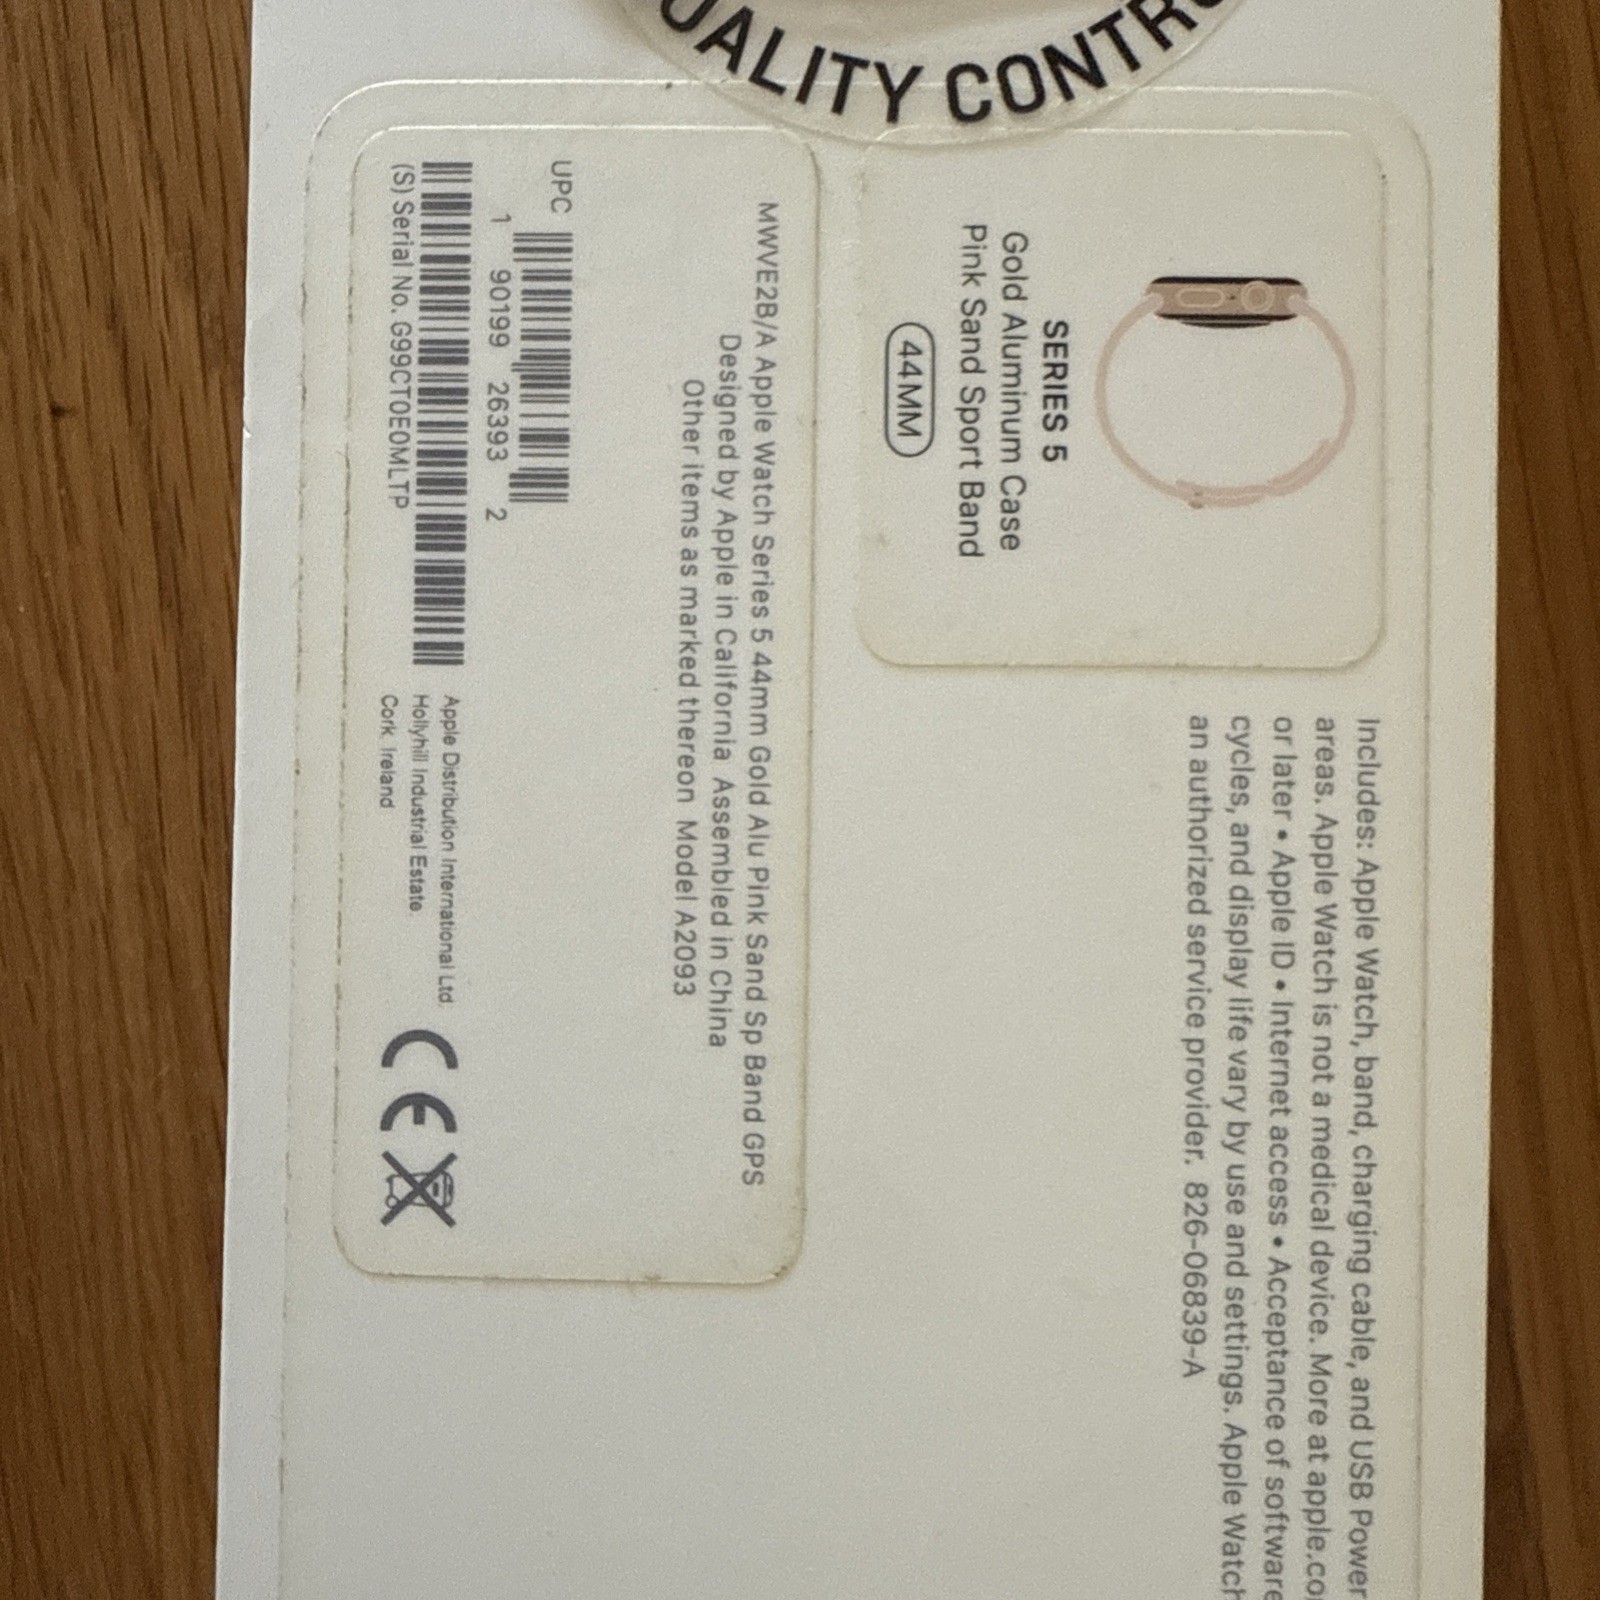 UALITY CONTR
SERIES 5
Gold Aluminum Case
Pink Sand Sport Band
44MM
Includes: Apple Watch, band, charging cable, and USB Power
areas. Apple Watch is not a medical device. More at apple.co
or later • Apple ID • Internet access • Acceptance of software
cycles, and display life vary by use and settings. Apple Watch
an authorized service provider. 826-06839-A
MWVE2B/A Apple Watch Series 5 44mm Gold Alu Pink Sand Sp Band GPS
Designed by Apple in California Assembled in China
Other items as marked thereon Model A2093
UPC
1 90199 26393 2
(S) Serial No. G99CT0E0MLTP
Apple Distribution International Ltd.
Hollyhill Industrial Estate
Cork Ireland
CE